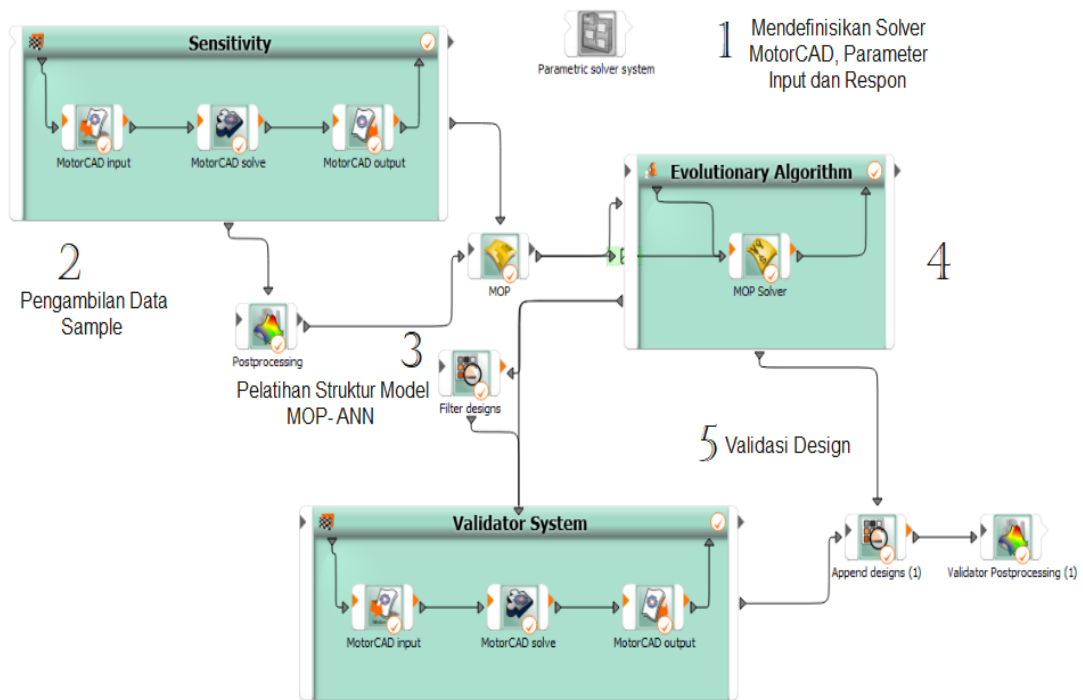 Sensitivity
MotorCAD input
MotorCAD solve
MotorCAD output
Parametric solver system
1
Mendefinisikan Solver
MotorCAD, Parameter
Input dan Respon
2
Pengambilan Data
Sample
Postprocessing
MOP
3
Pelatihan Struktur Model
MOP- ANN
Filter designs
Evolutionary Algorithm
MOP Solver
4
5 Validasi Design
Validator System
MotorCAD input
MotorCAD solve
MotorCAD output
Append designs (1)
Validator Postprocessing (1)